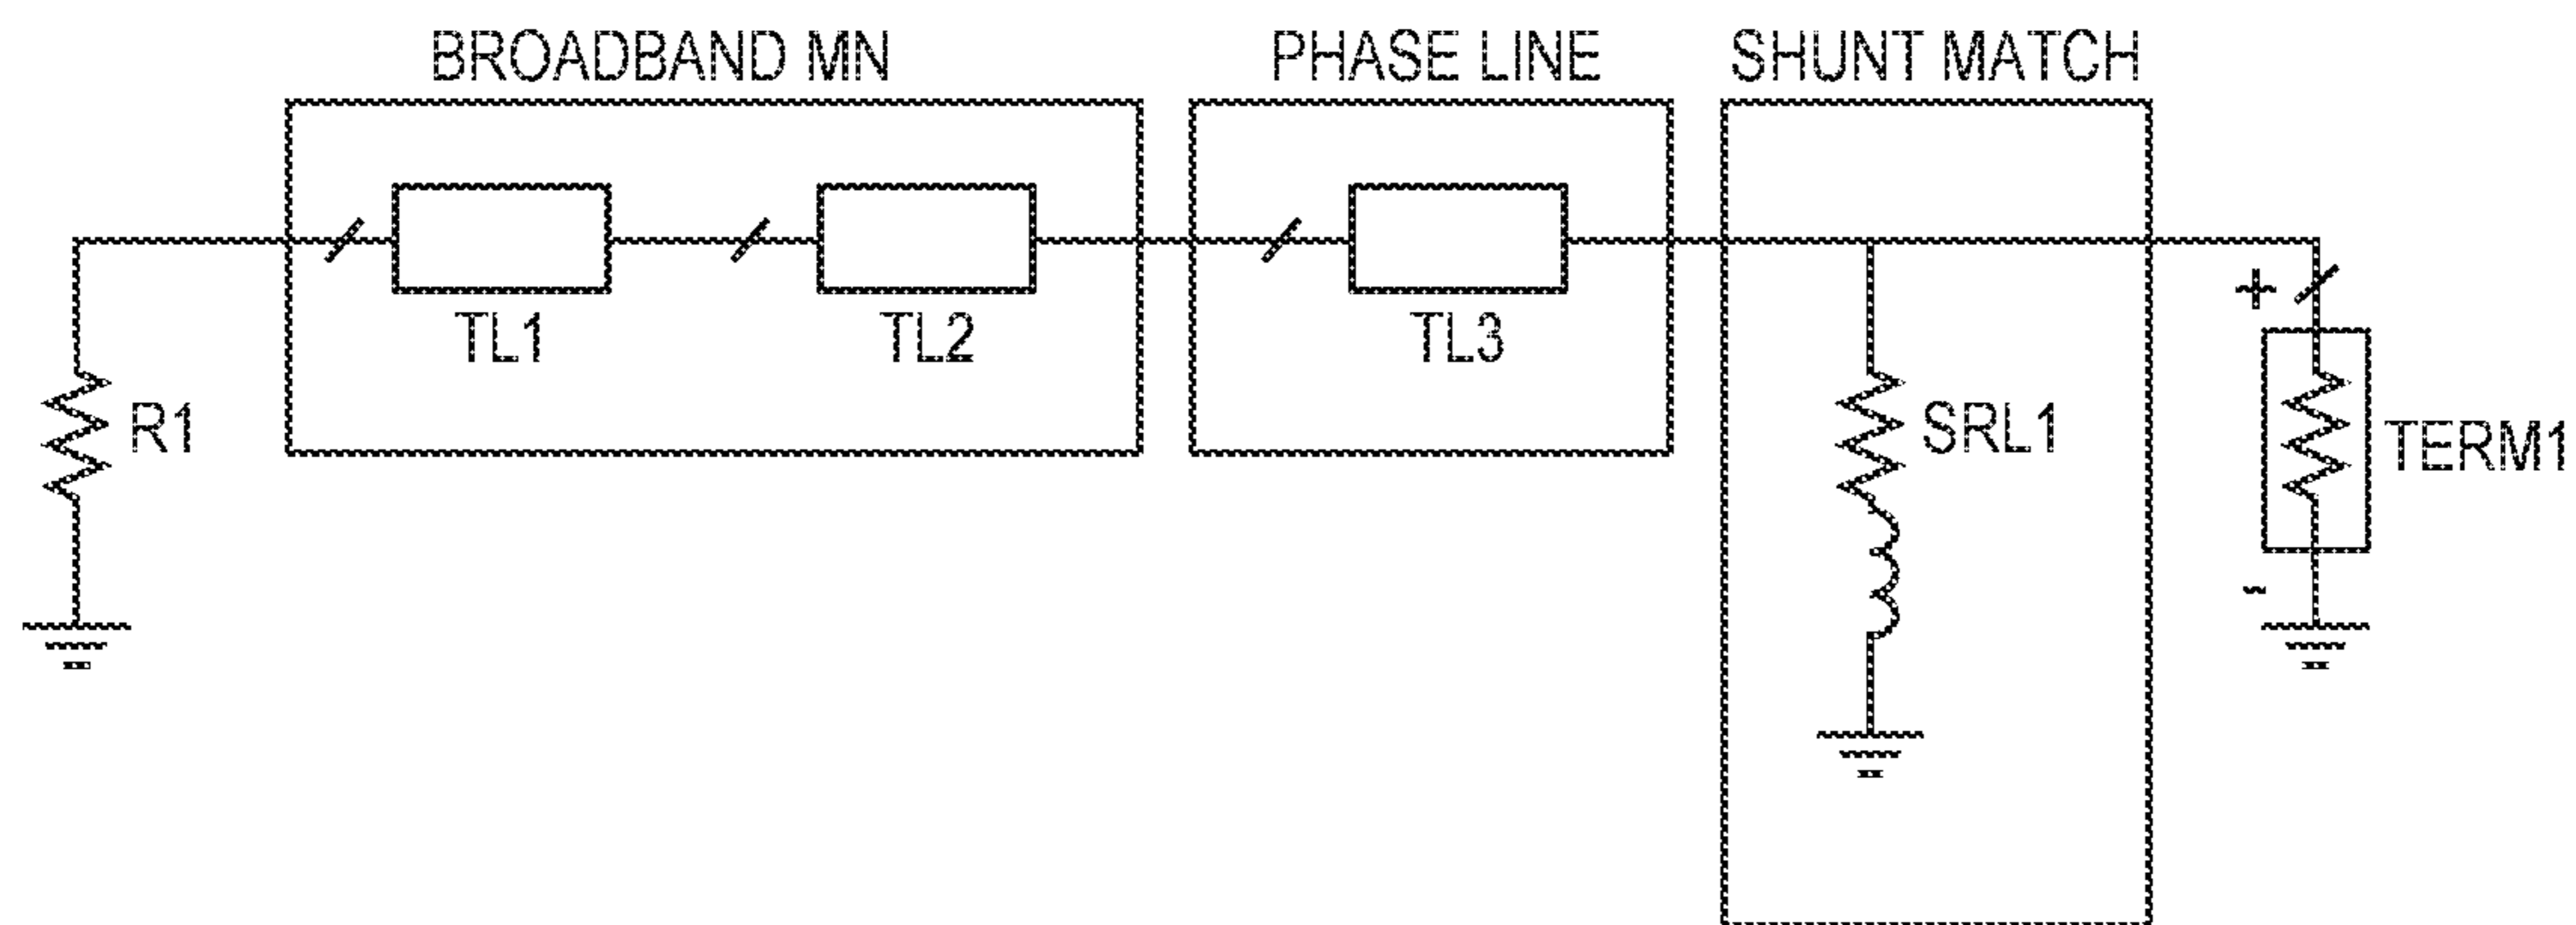 BROADBAND MN
PHASE LINE
SHUNT MATCH
TL1
TL2
TL3
R1
SRL1
+
TERM1
-